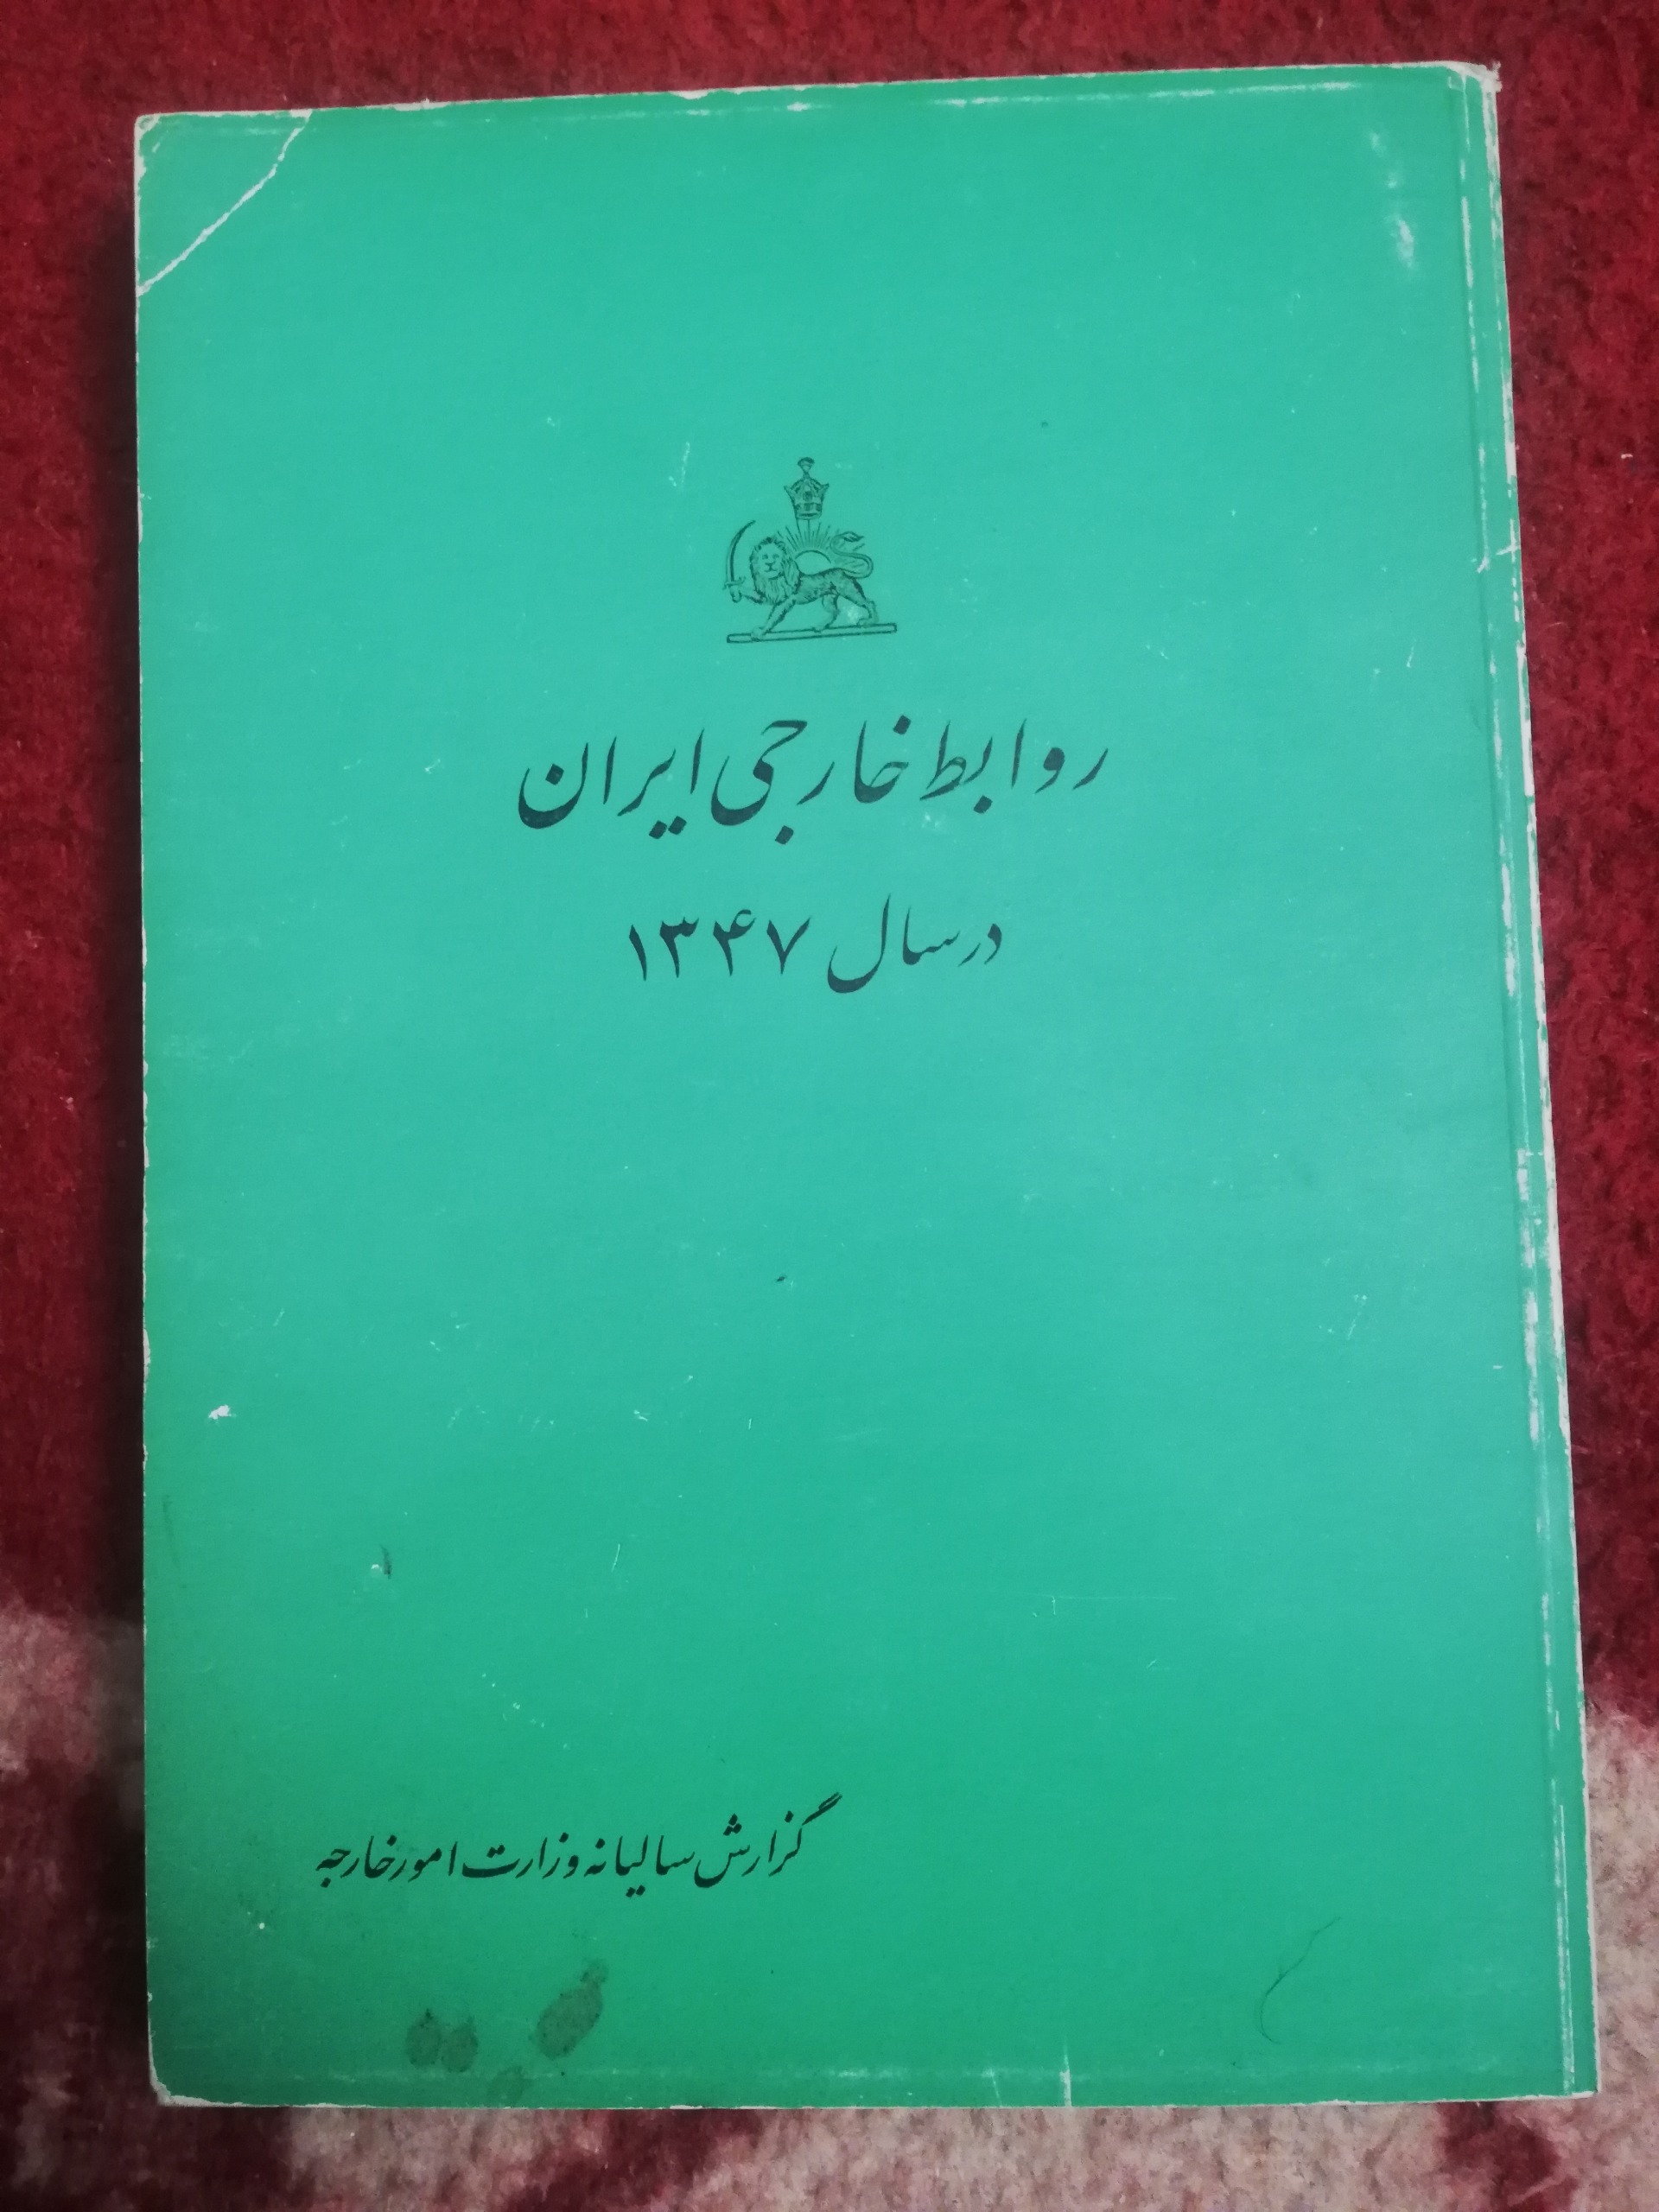 روابط خارجی ایران
در سال ۱۳۴۷
گزارش سالیانه وزارت امور خارجه